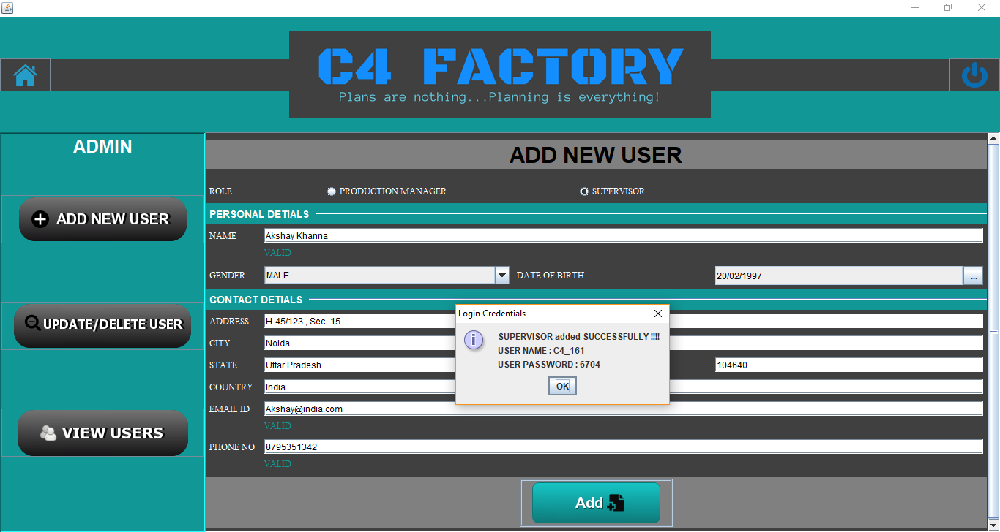 C4 FACTORY
Plans are nothing...Planning is everything!
ADMIN
ADD NEW USER
UPDATE/DELETE USER
VIEW USERS
ADD NEW USER
ROLE PRODUCTION MANAGER SUPERVISOR
PERSONAL DETIALS
NAME Akshay Khanna
VALID
GENDER MALE DATE OF BIRTH 20/02/1997 ...
CONTACT DETIALS
ADDRESS H-45/123 , Sec- 15
CITY Noida
STATE Uttar Pradesh 104640
COUNTRY India
EMAIL ID Akshay@india.com
VALID
PHONE NO 8795351342
VALID
Add
Login Credentials
SUPERVISOR added SUCCESSFULLY !!!!
USER NAME : C4_161
USER PASSWORD : 6704
OK